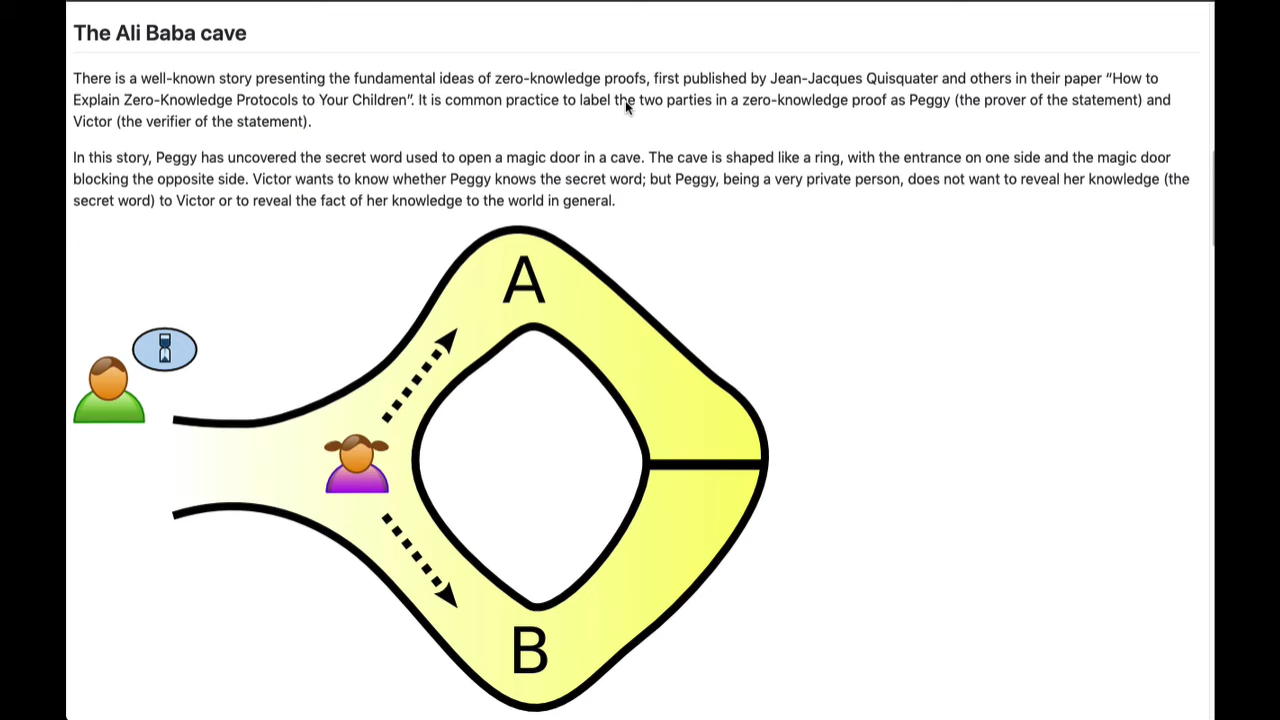 The Ali Baba cave
There is a well-known story presenting the fundamental ideas of zero-knowledge proofs, first published by Jean-Jacques Quisquater and others in their paper “How to
Explain Zero-Knowledge Protocols to Your Children”. It is common practice to label the two parties in a zero-knowledge proof as Peggy (the prover of the statement) and
Victor (the verifier of the statement).
In this story, Peggy has uncovered the secret word used to open a magic door in a cave. The cave is shaped like a ring, with the entrance on one side and the magic door
blocking the opposite side. Victor wants to know whether Peggy knows the secret word; but Peggy, being a very private person, does not want to reveal her knowledge (the
secret word) to Victor or to reveal the fact of her knowledge to the world in general.
A
B